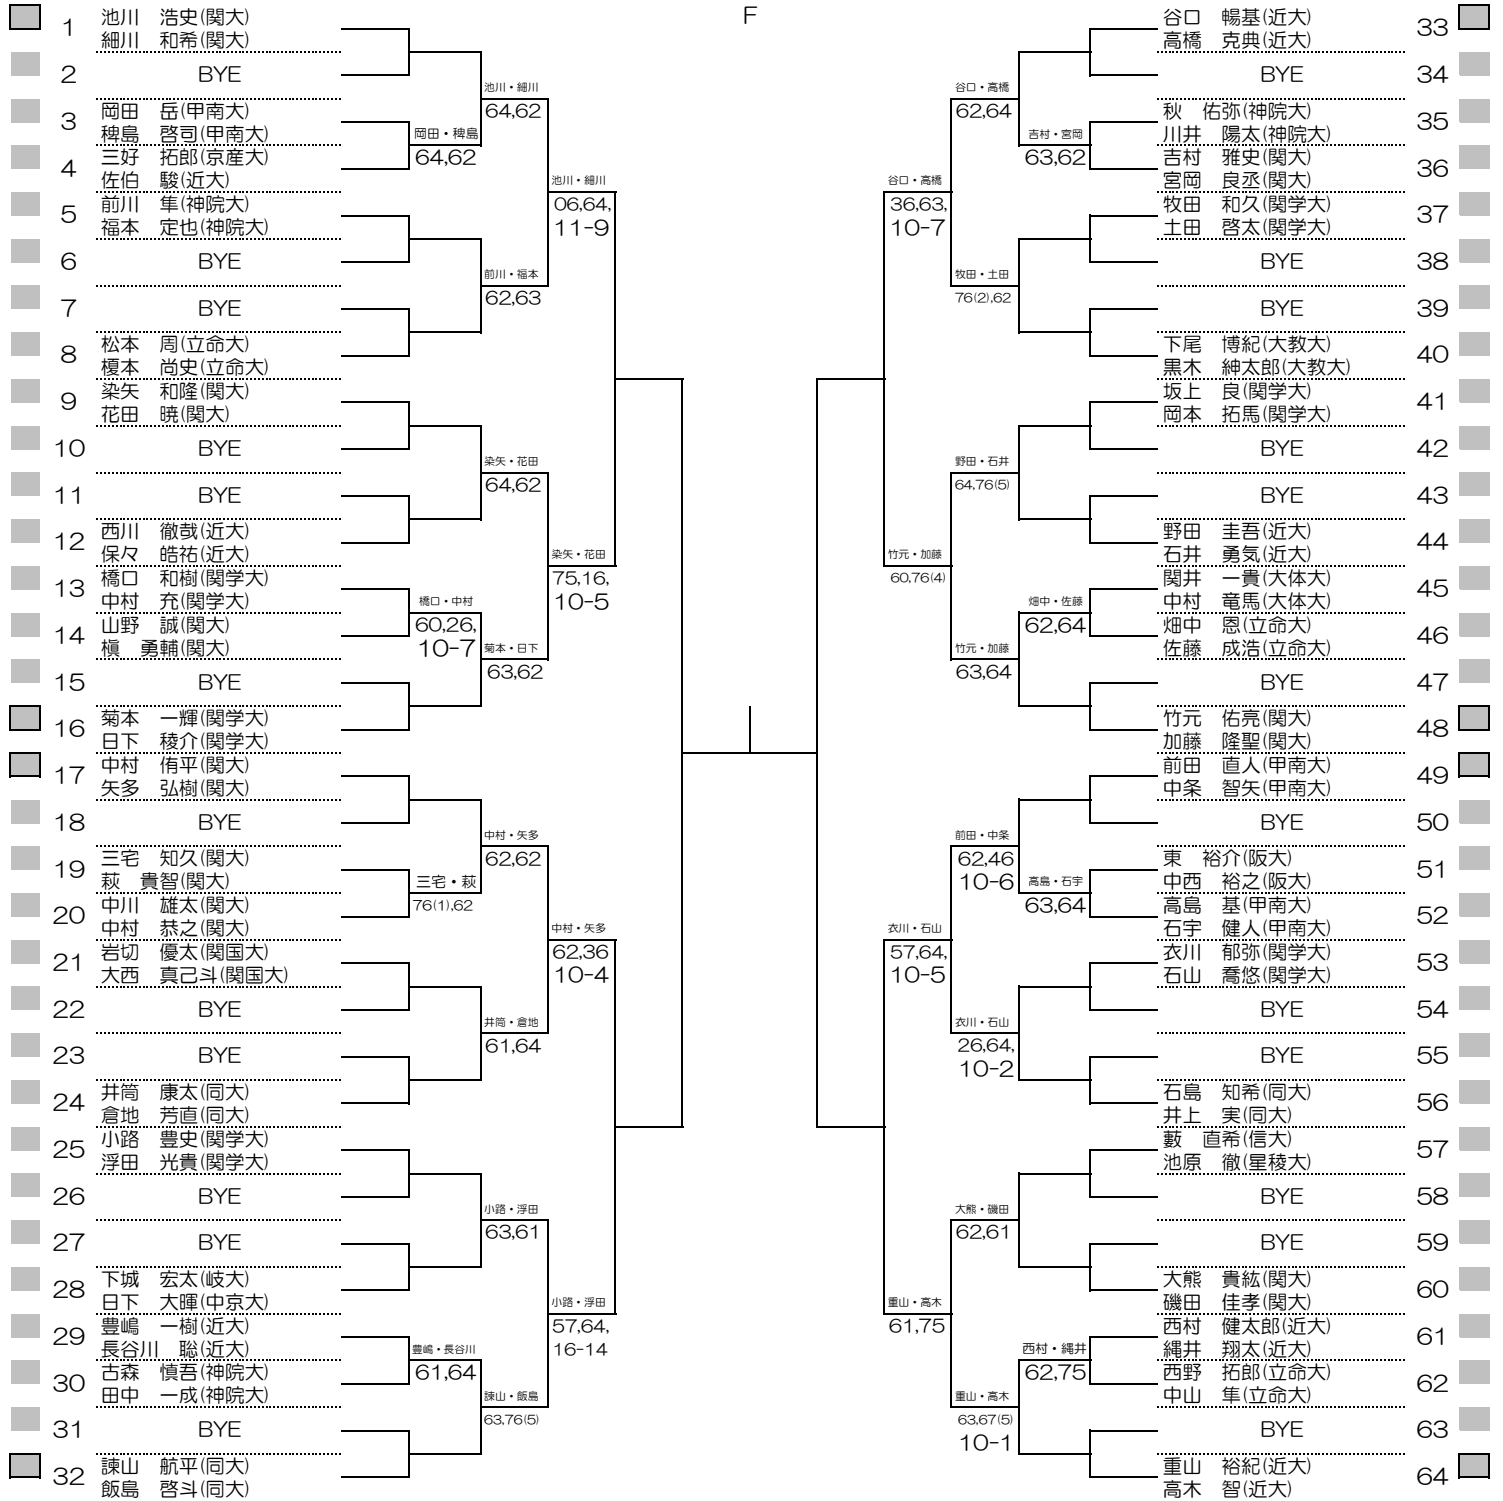 F
1
池川 浩史(関大)
細川 和希(関大)
2
BYE
3
岡田 岳(甲南大)
稗島 啓司(甲南大)
4
三好 拓郎(京産大)
佐伯 駿(近大)
5
前川 隼(神院大)
福本 定也(神院大)
6
BYE
7
BYE
8
松本 周(立命大)
榎本 尚史(立命大)
9
染矢 和隆(関大)
花田 暁(関大)
10
BYE
11
BYE
12
西川 徹哉(近大)
保々 皓祐(近大)
13
橋口 和樹(関学大)
中村 充(関学大)
14
山野 誠(関大)
槇 勇輔(関大)
15
BYE
16
菊本 一輝(関学大)
日下 稜介(関学大)
17
中村 侑平(関大)
矢多 弘樹(関大)
18
BYE
19
三宅 知久(関大)
萩 貴智(関大)
20
中川 雄太(関大)
中村 恭之(関大)
21
岩切 優太(関国大)
大西 真己斗(関国大)
22
BYE
23
BYE
24
井筒 康太(同大)
倉地 芳直(同大)
25
小路 豊史(関学大)
浮田 光貴(関学大)
26
BYE
27
BYE
28
下城 宏太(岐大)
日下 大暉(中京大)
29
豊嶋 一樹(近大)
長谷川 聡(近大)
30
古森 慎吾(神院大)
田中 一成(神院大)
31
BYE
32
諫山 航平(同大)
飯島 啓斗(同大)
岡田・稗島
64,62
橋口・中村
60,26,
10-7
三宅・萩
76(1),62
豊嶋・長谷川
61,64
池川・細川
64,62
前川・福本
62,63
染矢・花田
64,62
菊本・日下
63,62
中村・矢多
62,62
井筒・倉地
61,64
小路・浮田
63,61
諫山・飯島
63,76(5)
池川・細川
06,64,
11-9
染矢・花田
75,16,
10-5
中村・矢多
62,36
10-4
小路・浮田
57,64,
16-14
谷口・高橋
36,63,
10-7
竹元・加藤
60,76(4)
衣川・石山
57,64,
10-5
重山・高木
61,75
谷口・高橋
62,64
牧田・土田
76(2),62
野田・石井
64,76(5)
竹元・加藤
63,64
前田・中条
62,46
10-6
衣川・石山
26,64,
10-2
大熊・磯田
62,61
重山・高木
63,67(5)
10-1
吉村・宮岡
63,62
畑中・佐藤
62,64
高島・石宇
63,64
西村・縄井
62,75
谷口 暢基(近大)
高橋 克典(近大)
33
BYE
34
秋 佑弥(神院大)
川井 陽太(神院大)
35
吉村 雅史(関大)
宮岡 良丞(関大)
36
牧田 和久(関学大)
土田 啓太(関学大)
37
BYE
38
BYE
39
下尾 博紀(大教大)
黒木 紳太郎(大教大)
40
坂上 良(関学大)
岡本 拓馬(関学大)
41
BYE
42
BYE
43
野田 圭吾(近大)
石井 勇気(近大)
44
関井 一貴(大体大)
中村 竜馬(大体大)
45
畑中 恩(立命大)
佐藤 成浩(立命大)
46
BYE
47
竹元 佑亮(関大)
加藤 隆聖(関大)
48
前田 直人(甲南大)
中条 智矢(甲南大)
49
BYE
50
東 裕介(阪大)
中西 裕之(阪大)
51
高島 基(甲南大)
石宇 健人(甲南大)
52
衣川 郁弥(関学大)
石山 喬悠(関学大)
53
BYE
54
BYE
55
石島 知希(同大)
井上 実(同大)
56
藪 直希(信大)
池原 徹(星稜大)
57
BYE
58
BYE
59
大熊 貴紘(関大)
磯田 佳孝(関大)
60
西村 健太郎(近大)
縄井 翔太(近大)
61
西野 拓郎(立命大)
中山 隼(立命大)
62
BYE
63
重山 裕紀(近大)
高木 智(近大)
64